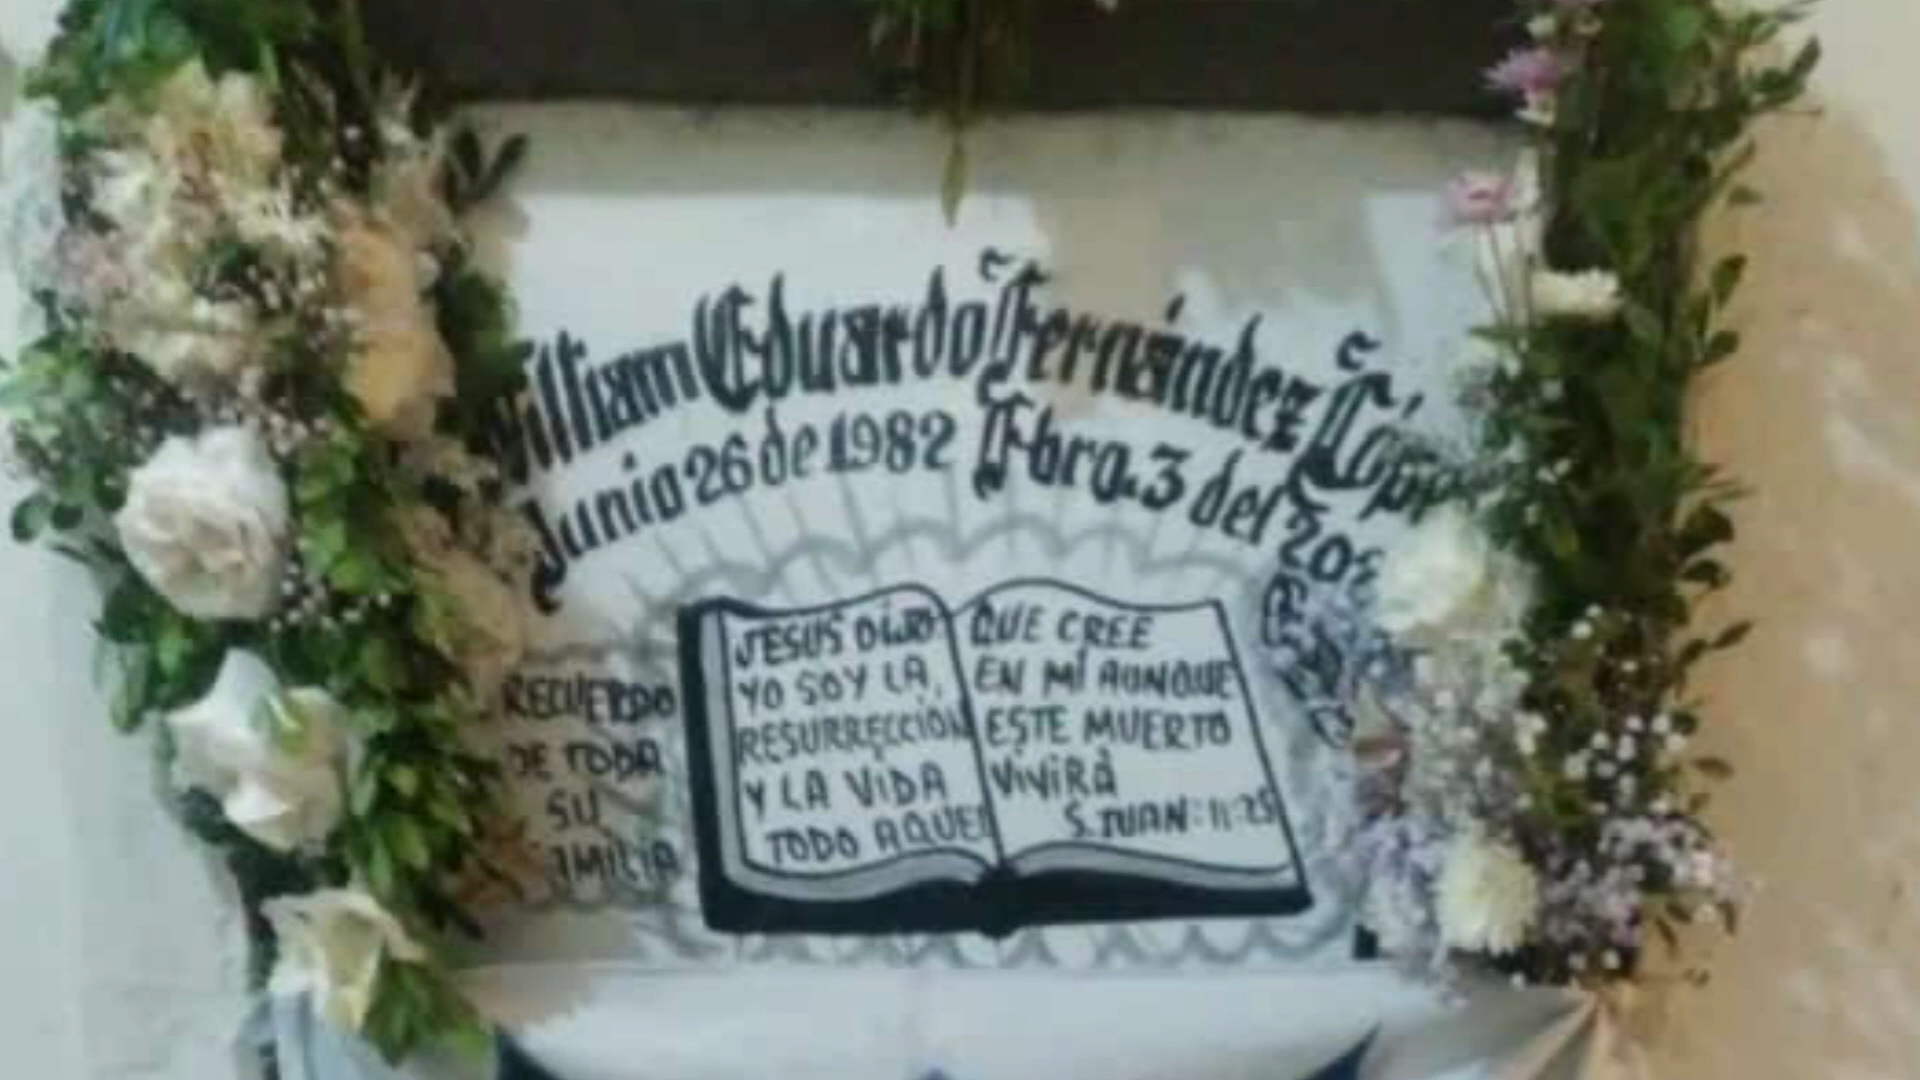 William Eduardo Fernández
Junio 26 de 1982 Fbro. 3 del
RECUERDO
DE TODA
SU
JESUS DiJO
YO SOY LA,
RESURRECCIÓN
Y LA ViDA
TODO AQUEL
QUE CREE
EN MÍ AUNQUE
ESTE MUERTO
ViViRÁ
S. JUAN: 11:25